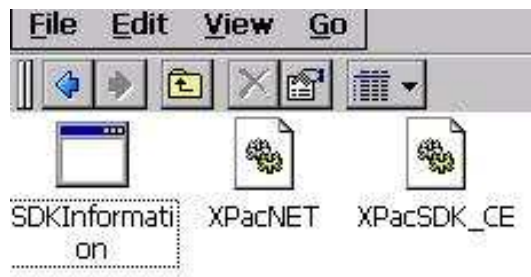 File Edit View Go
SDKInformati
on
XPacNET
XPacSDK_CE